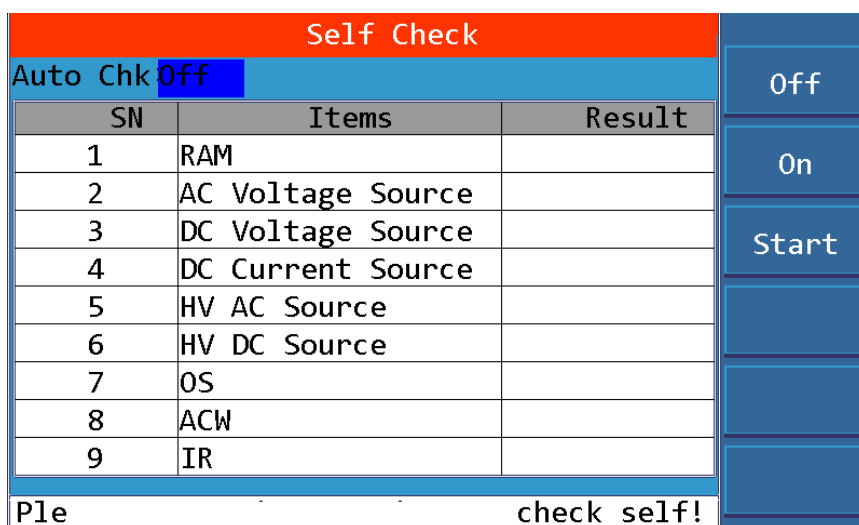 Self Check
Auto Chk:Off
SN Items Result
1 RAM
2 AC Voltage Source
3 DC Voltage Source
4 DC Current Source
5 HV AC Source
6 HV DC Source
7 OS
8 ACW
9 IR
check self!
Off
On
Start